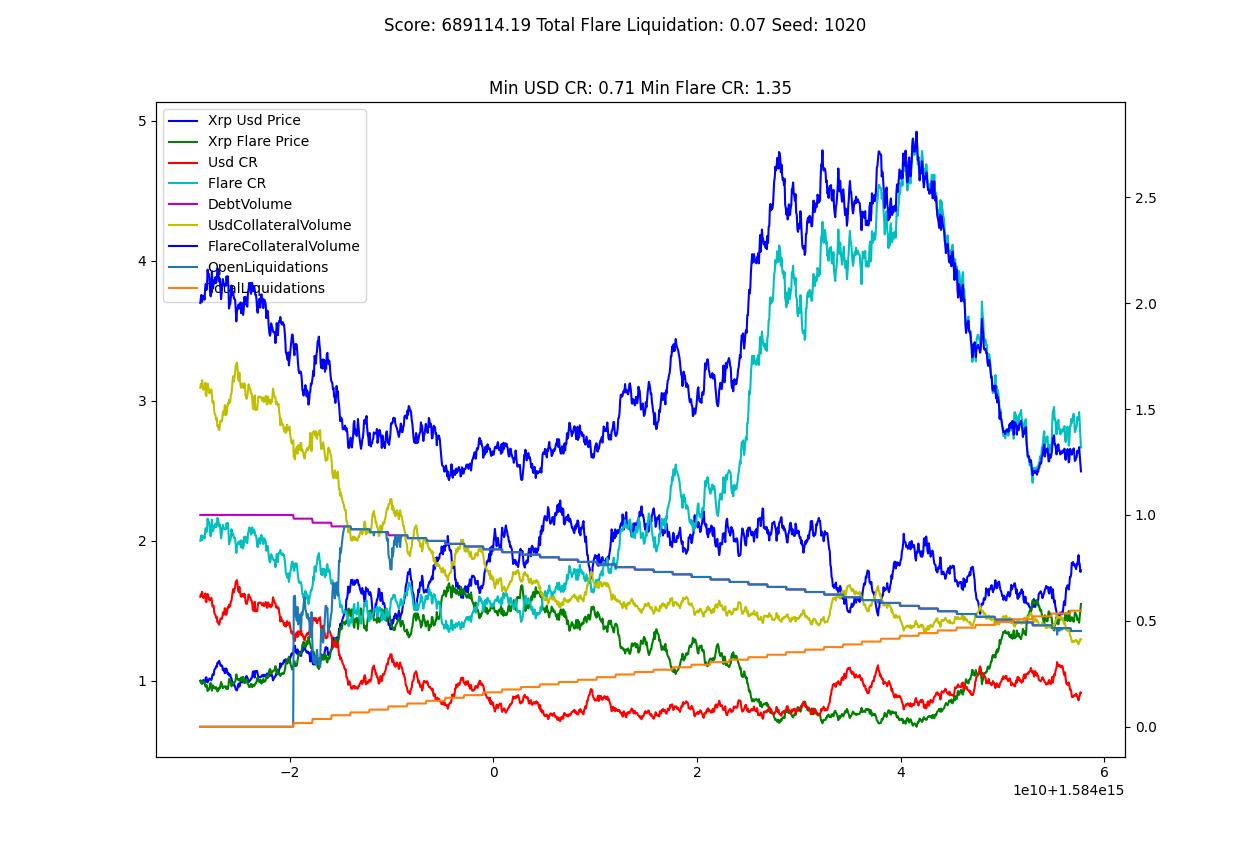 Score: 689114.19 Total Flare Liquidation: 0.07 Seed: 1020
Min USD CR: 0.71 Min Flare CR: 1.35
Xrp Usd Price
Xrp Flare Price
Usd CR
Flare CR
DebtVolume
UsdCollateralVolume
FlareCollateralVolume
OpenLiquidations
TotalLiquidations
5
4
3
2
1
2.5
2.0
1.5
1.0
0.5
0.0
−2
0
2
4
6
1e10+1.584e15